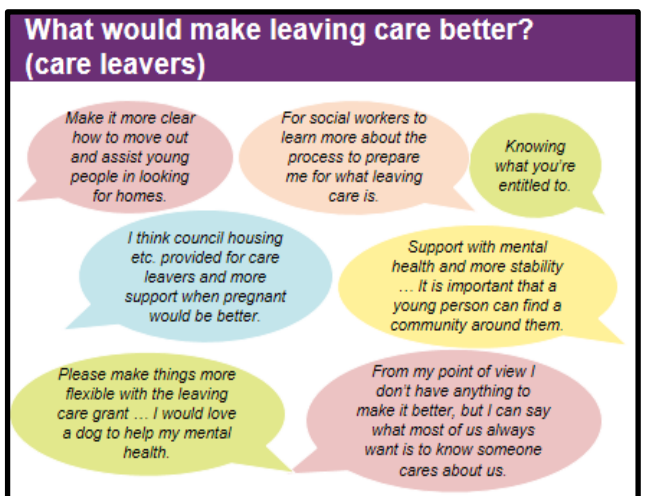 What would make leaving care better?
(care leavers)
Make it more clear
how to move out
and assist young
people in looking
for homes.
For social workers to
learn more about the
process to prepare
me for what leaving
care is.
Knowing
what you're
entitled to.
I think council housing
etc. provided for care
leavers and more
support when pregnant
would be better.
Support with mental
health and more stability
… It is important that a
young person can find a
community around them.
Please make things more
flexible with the leaving
care grant … I would love
a dog to help my mental
health.
From my point of view I
don't have anything to
make it better, but I can say
what most of us always
want is to know someone
cares about us.